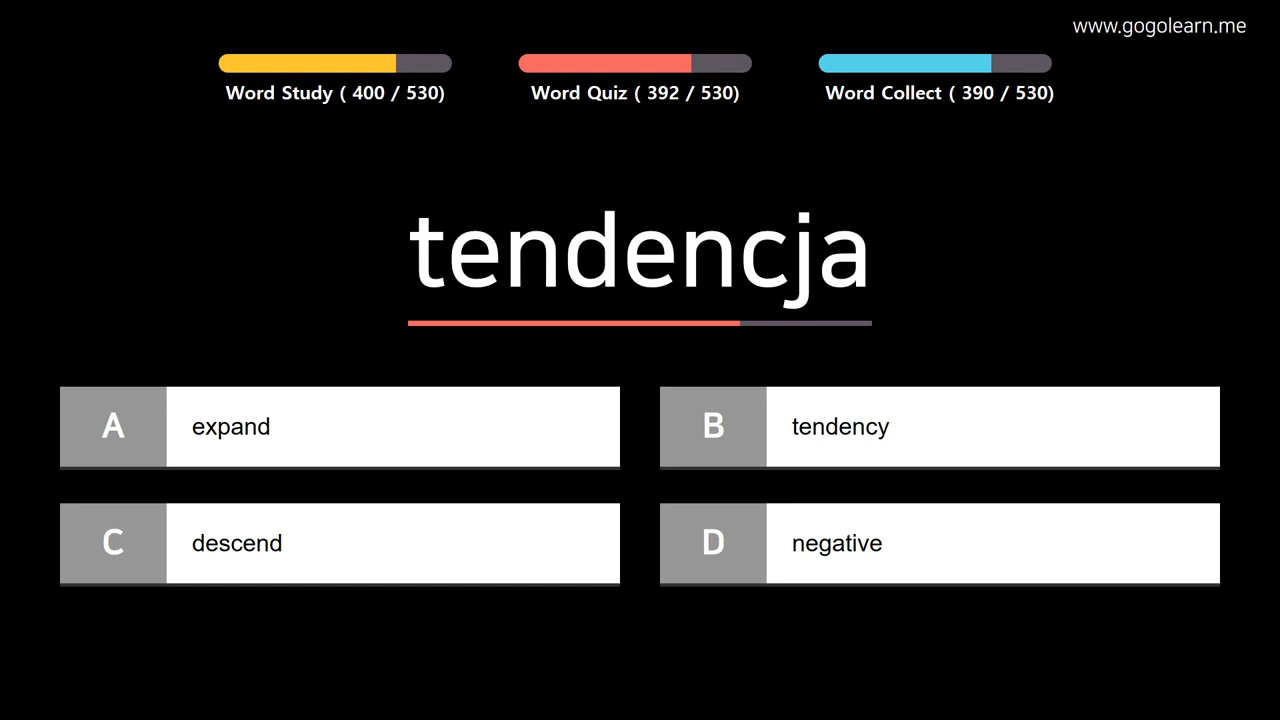 www.gogolearn.me
Word Study ( 400 / 530)
Word Quiz ( 392 / 530)
Word Collect ( 390 / 530)
tendencja
A expand
B tendency
C descend
D negative